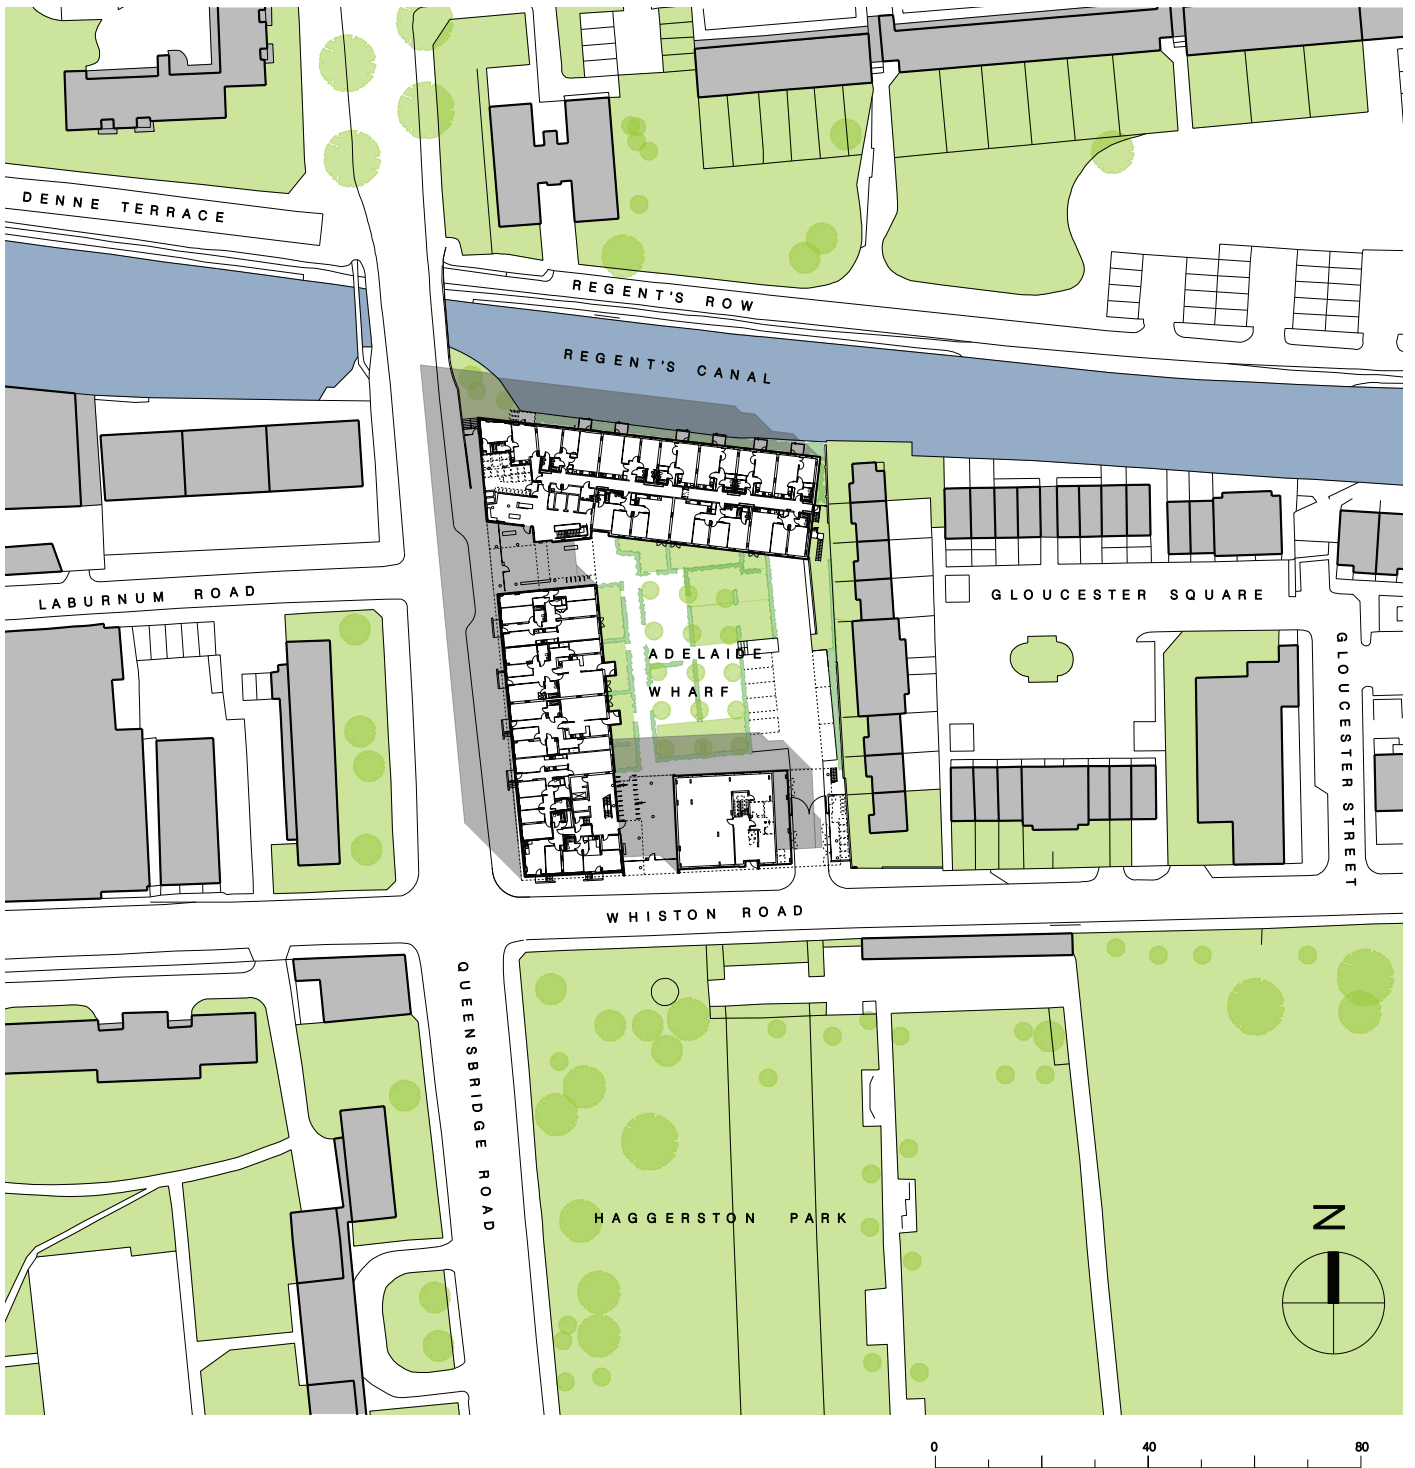 DENNE TERRACE
REGENT'S ROW
REGENT'S CANAL
LABURNUM ROAD
GLOUCESTER SQUARE
GLOUCESTER STREET
ADELAIDE
WHARF
WHISTON ROAD
QUEENSBRIDGE ROAD
HAGGERSTON PARK
N
0 40 80